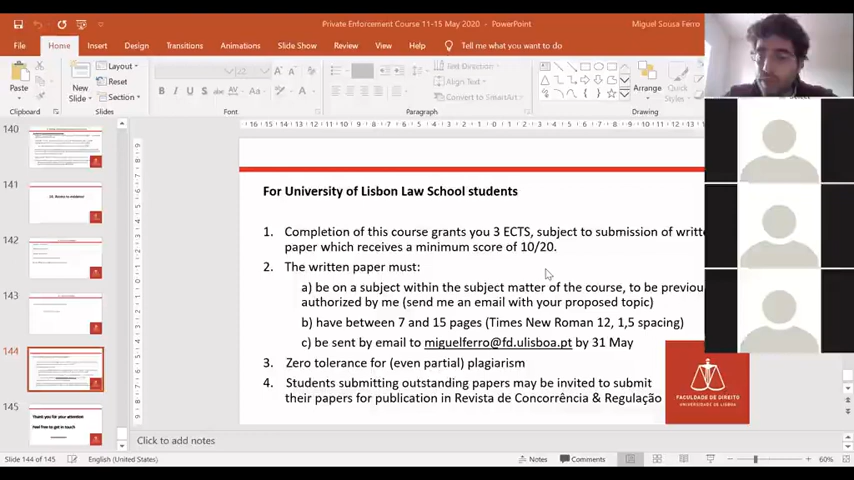 Private Enforcement Course 11-15 May 2020 - PowerPoint
Miguel Sousa Ferro
File Home Insert Design Transitions Animations Slide Show Review View Help Tell me what you want to do
Paste
New Slide
Layout
Reset
Section
Text Direction
Align Text
Convert to SmartArt
Arrange
Quick Styles
Select
Clipboard Slides Font Paragraph Drawing
140
141
142
143
144
145
Thank you for your attention
Feel free to get in touch
For University of Lisbon Law School students
1. Completion of this course grants you 3 ECTS, subject to submission of
paper which receives a minimum score of 10/20.
2. The written paper must:
a) be on a subject within the subject matter of the course, to be
authorized by me (send me an email with your proposed topic)
b) have between 7 and 15 pages (Times New Roman 12, 1,5 spacing)
c) be sent by email to miguelferro@fd.ulisboa.pt by 31 May
3. Zero tolerance for (even partial) plagiarism
4. Students submitting outstanding papers may be invited to submit
their papers for publication in Revista de Concorrência & Regulação
FACULDADE DE DIREITO
UNIVERSIDADE DE LISBOA
Click to add notes
Slide 144 of 145 English (United States) Notes Comments 60%